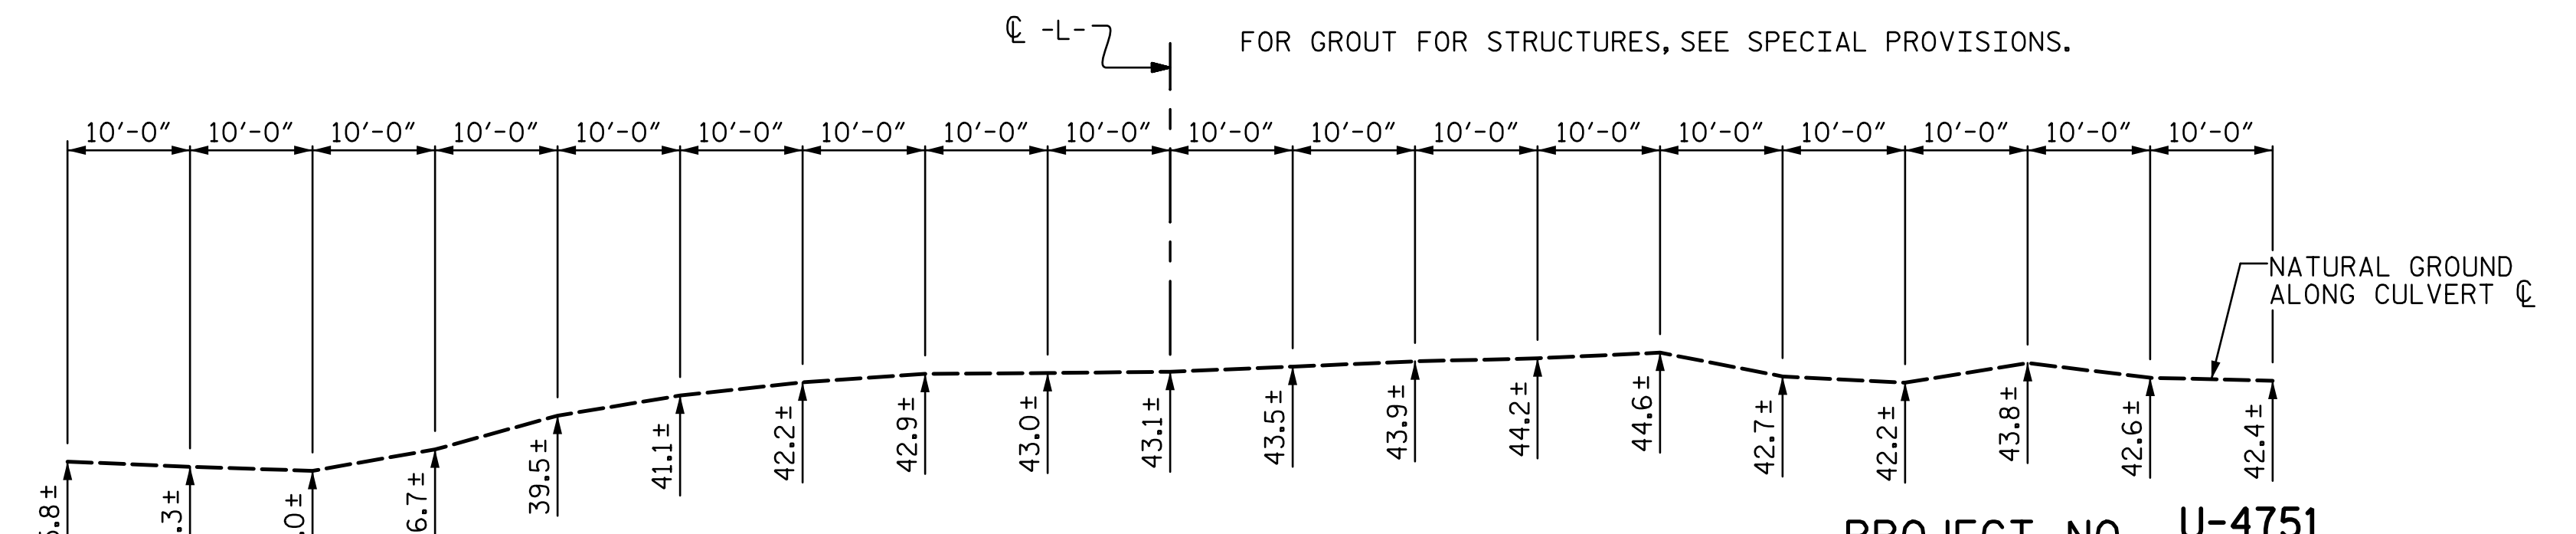 ℄ -L-
FOR GROUT FOR STRUCTURES, SEE SPECIAL PROVISIONS.
10'-0" 10'-0" 10'-0" 10'-0" 10'-0" 10'-0" 10'-0" 10'-0" 10'-0" 10'-0" 10'-0" 10'-0" 10'-0" 10'-0" 10'-0" 10'-0" 10'-0" 10'-0"
NATURAL GROUND
ALONG CULVERT ℄
39.5± 41.1± 42.2± 42.9± 43.0± 43.1± 43.5± 43.9± 44.2± 44.6± 42.7± 42.2± 43.8± 42.6± 42.4±
PROJECT NO. U-4751